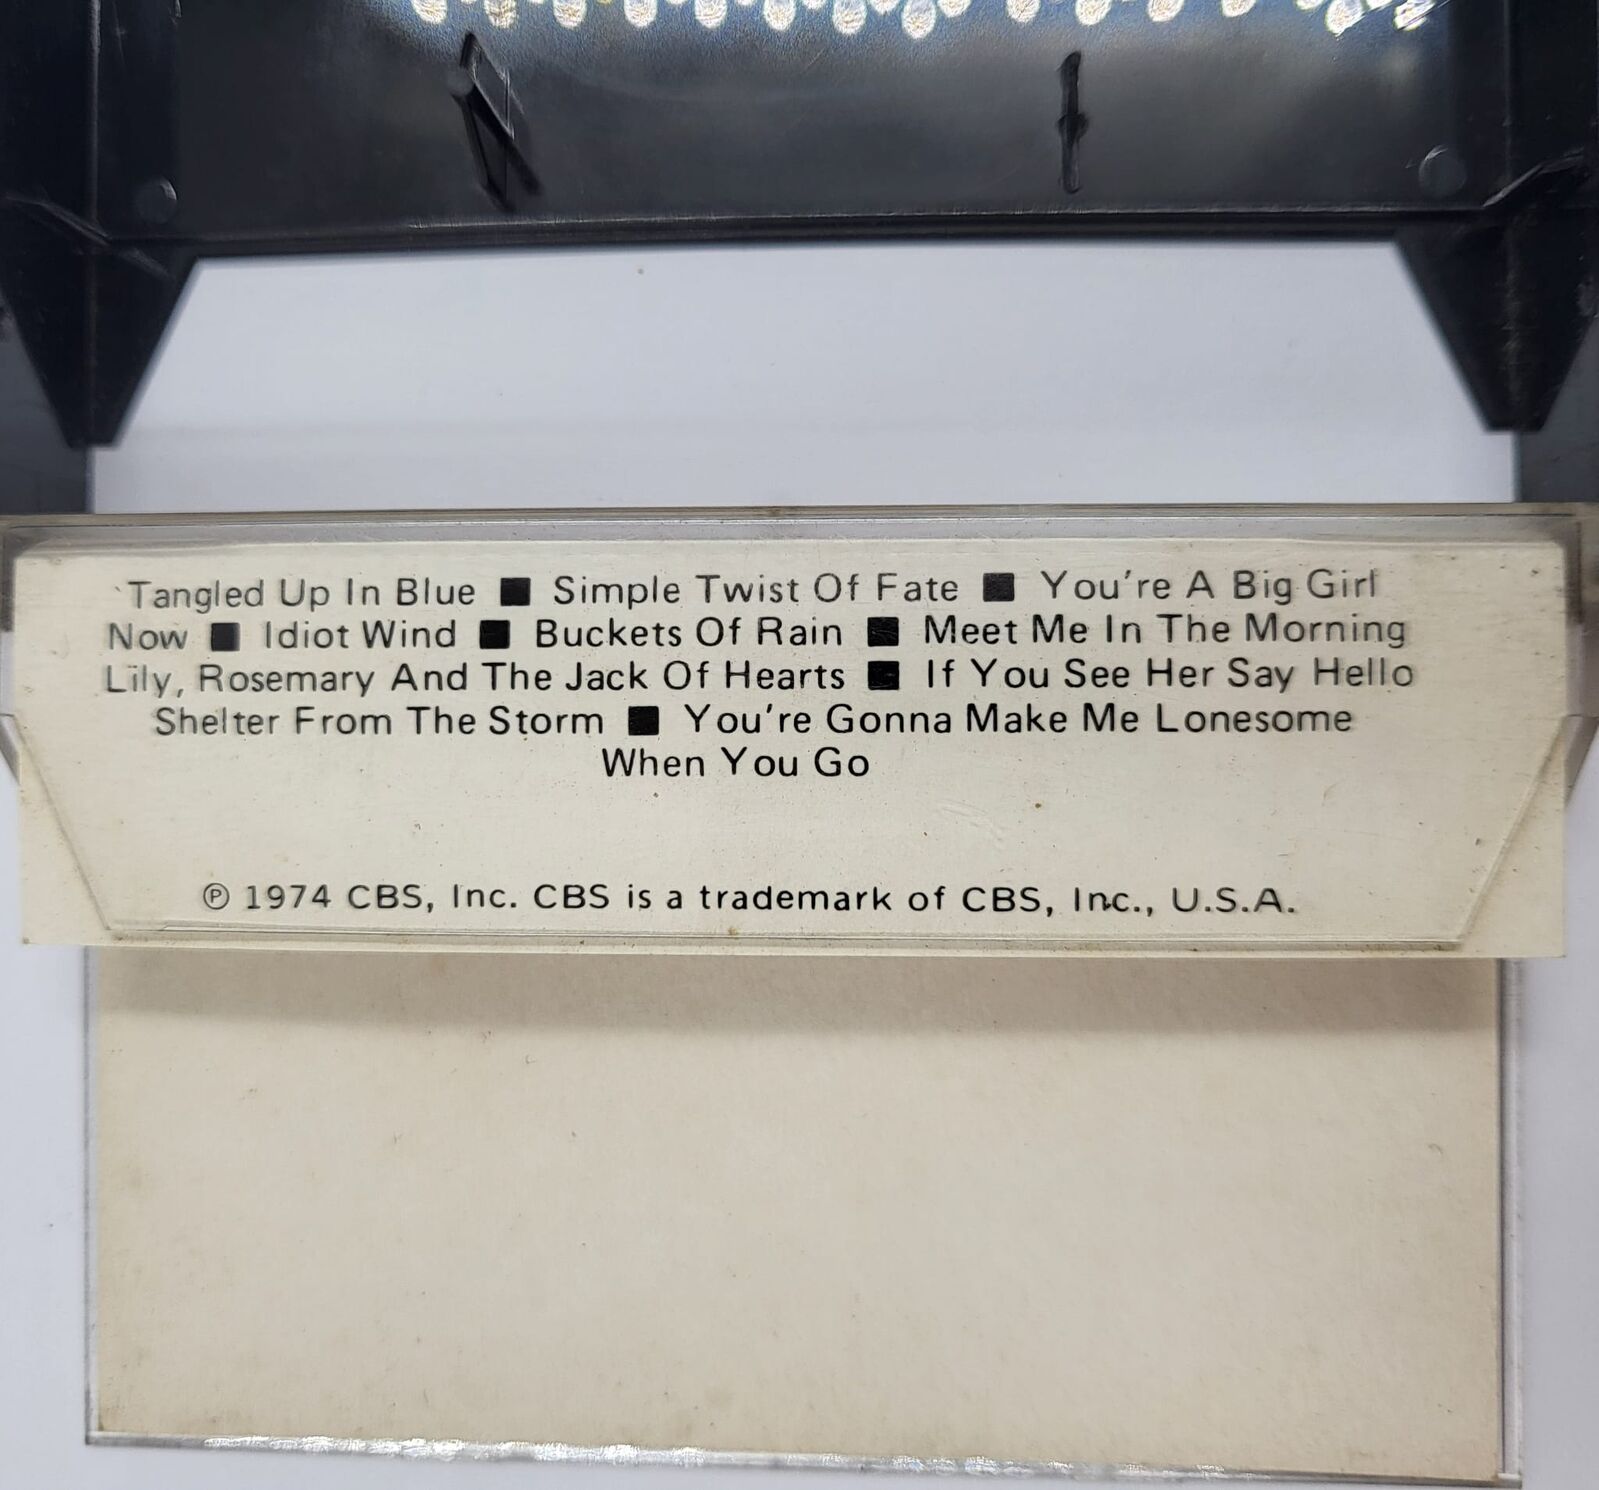 Tangled Up In Blue ■ Simple Twist Of Fate ■ You're A Big Girl
Now ■ Idiot Wind ■ Buckets Of Rain ■ Meet Me In The Morning
Lily, Rosemary And The Jack Of Hearts ■ If You See Her Say Hello
Shelter From The Storm ■ You're Gonna Make Me Lonesome
When You Go
℗ 1974 CBS, Inc. CBS is a trademark of CBS, Inc., U.S.A.